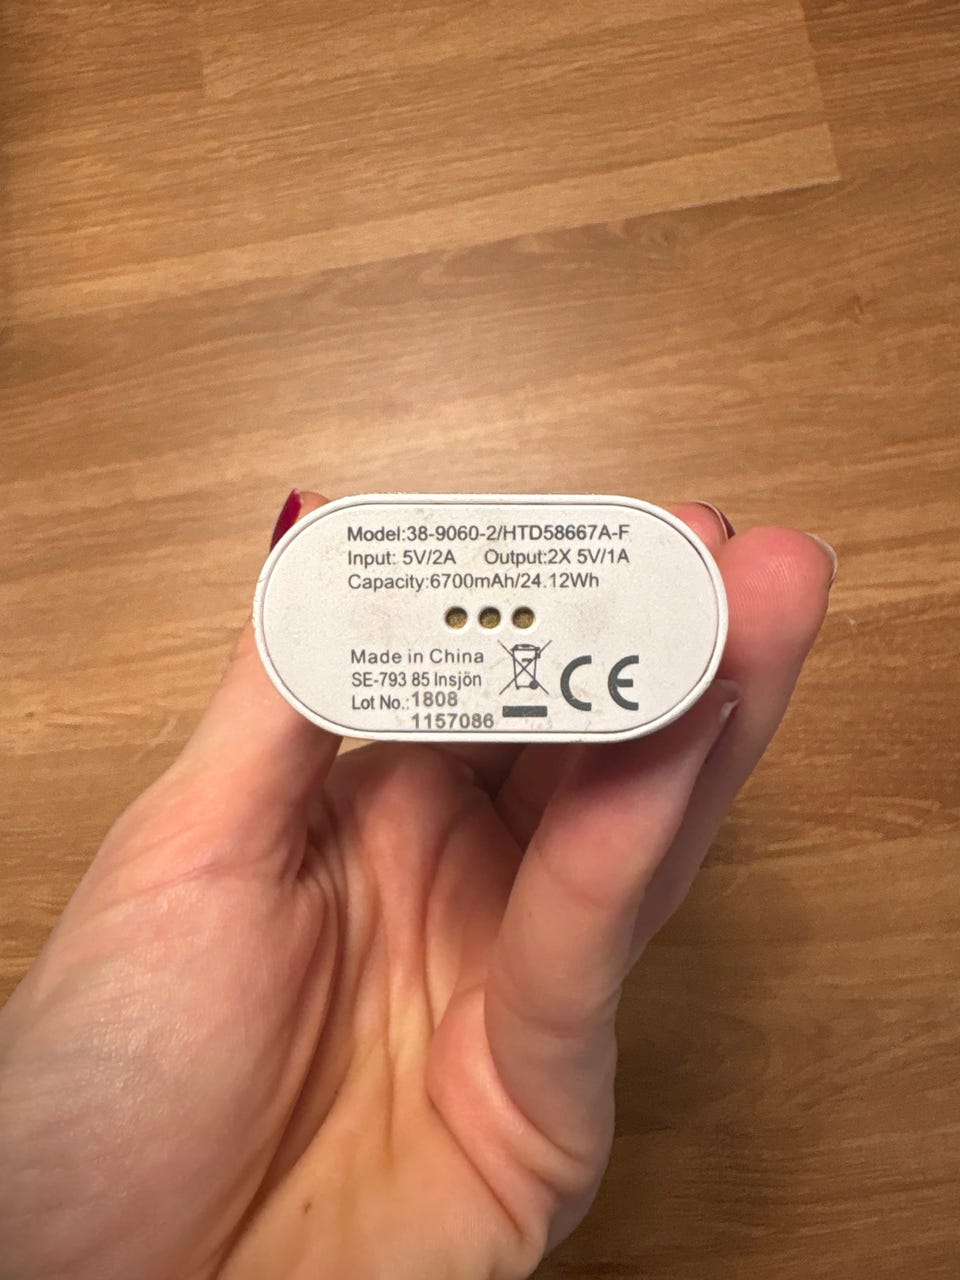 Model:38-9060-2/HTD58667A-F
Input: 5V/2A Output:2X 5V/1A
Capacity:6700mAh/24.12Wh
Made in China
SE-793 85 Insjön
Lot No.:1808
1157086
CE